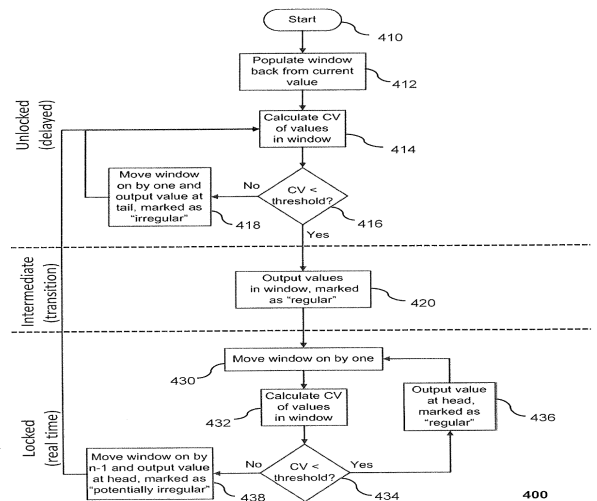 Start
410
Populate window
back from current
value
412
Unlocked
(delayed)
Calculate CV
of values
in window
414
Move window
on by one and
output value at
tail, marked as
"irregular"
418
No
CV <
threshold?
416
Yes
Intermediate
(transition)
Output values
in window, marked
as "regular"
420
Locked
(real time)
430
Move window on by one
432
Calculate CV
of values
in window
Output value
at head,
marked as
"regular"
436
Move window on by
n-1 and output value
at head, marked as
"potentially irregular"
438
No
CV <
threshold?
434
Yes
400